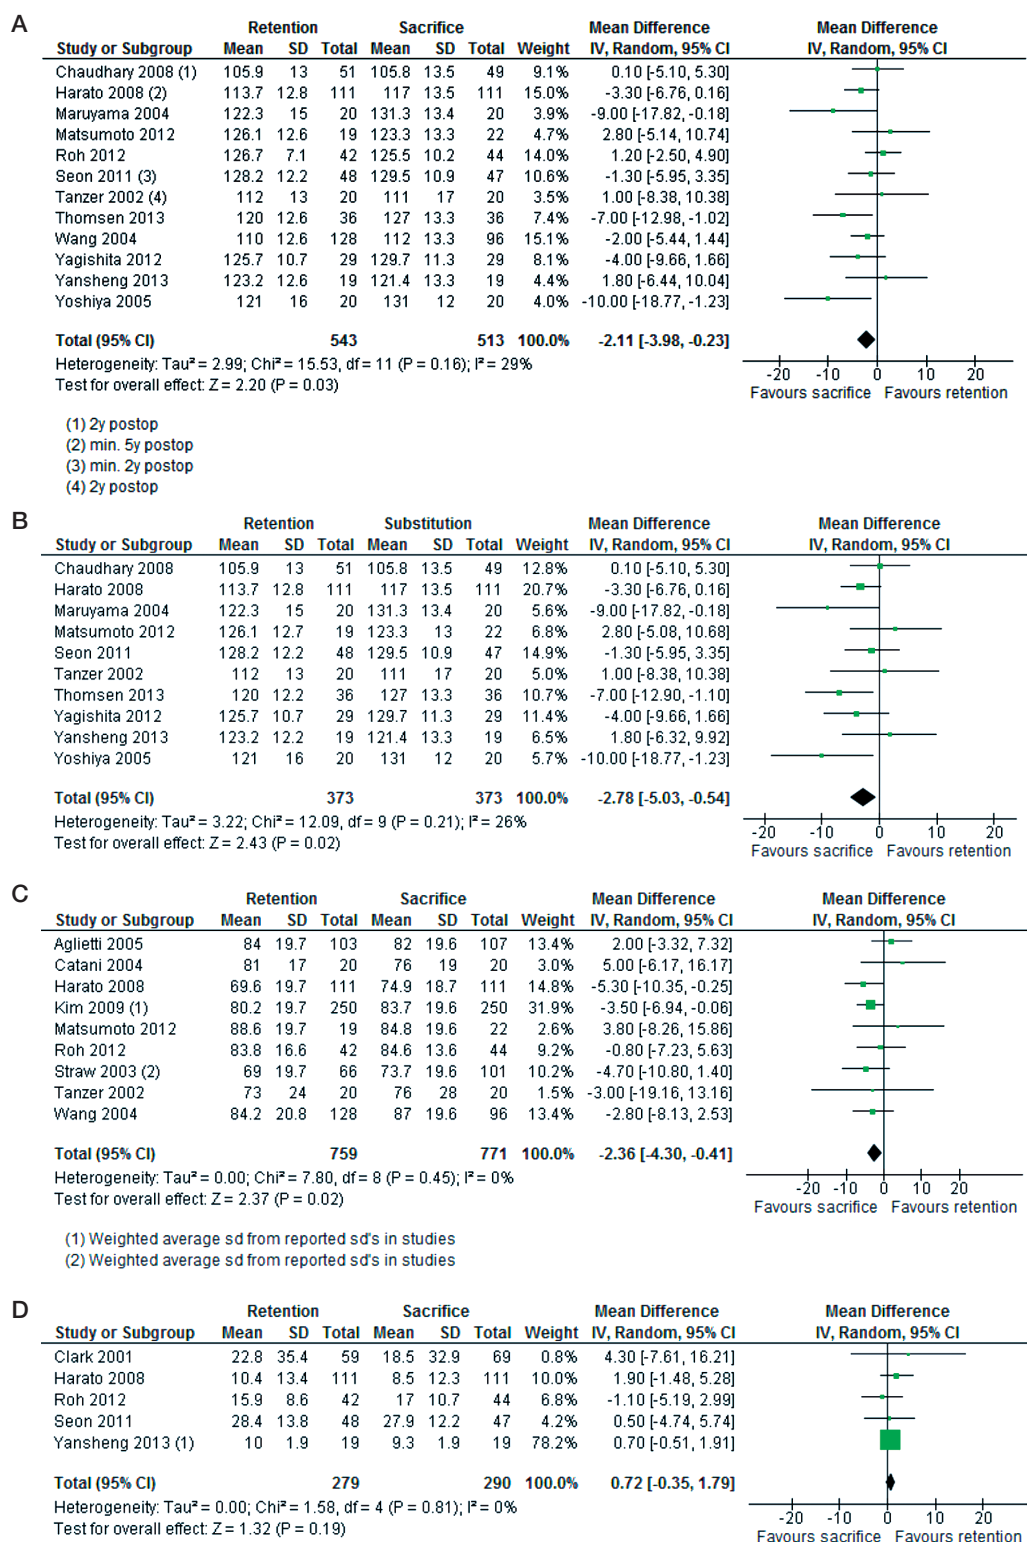 A
Retention Sacrifice Mean Difference Mean Difference
Study or Subgroup Mean SD Total Mean SD Total Weight IV, Random, 95% CI IV, Random, 95% CI
Chaudhary 2008 (1) 105.9 13 51 105.8 13.5 49 9.1% 0.10 [-5.10, 5.30]
Harato 2008 (2) 113.7 12.8 111 117 13.5 111 15.0% -3.30 [-6.76, 0.16]
Maruyama 2004 122.3 15 20 131.3 13.4 20 3.9% -9.00 [-17.82, -0.18]
Matsumoto 2012 126.1 12.6 19 123.3 13.3 22 4.7% 2.80 [-5.14, 10.74]
Roh 2012 126.7 7.1 42 125.5 10.2 44 14.0% 1.20 [-2.50, 4.90]
Seon 2011 (3) 128.2 12.2 48 129.5 10.9 47 10.6% -1.30 [-5.95, 3.35]
Tanzer 2002 (4) 112 13 20 111 17 20 3.5% 1.00 [-8.38, 10.38]
Thomsen 2013 120 12.6 36 127 13.3 36 7.4% -7.00 [-12.98, -1.02]
Wang 2004 110 12.6 128 112 13.3 96 15.1% -2.00 [-5.44, 1.44]
Yagishita 2012 125.7 10.7 29 129.7 11.3 29 8.1% -4.00 [-9.66, 1.66]
Yansheng 2013 123.2 12.6 19 121.4 13.3 19 4.4% 1.80 [-6.44, 10.04]
Yoshiya 2005 121 16 20 131 12 20 4.0% -10.00 [-18.77, -1.23]
Total (95% CI) 543 513 100.0% -2.11 [-3.98, -0.23]
Heterogeneity: Tau² = 2.99; Chi² = 15.53, df = 11 (P = 0.16); I² = 29%
Test for overall effect: Z = 2.20 (P = 0.03)
-20 -10 0 10 20
Favours sacrifice Favours retention
(1) 2y postop
(2) min. 5y postop
(3) min. 2y postop
(4) 2y postop
B
Retention Substitution Mean Difference Mean Difference
Study or Subgroup Mean SD Total Mean SD Total Weight IV, Random, 95% CI IV, Random, 95% CI
Chaudhary 2008 105.9 13 51 105.8 13.5 49 12.8% 0.10 [-5.10, 5.30]
Harato 2008 113.7 12.8 111 117 13.5 111 20.7% -3.30 [-6.76, 0.16]
Maruyama 2004 122.3 15 20 131.3 13.4 20 5.6% -9.00 [-17.82, -0.18]
Matsumoto 2012 126.1 12.7 19 123.3 13 22 6.8% 2.80 [-5.08, 10.68]
Seon 2011 128.2 12.2 48 129.5 10.9 47 14.9% -1.30 [-5.95, 3.35]
Tanzer 2002 112 13 20 111 17 20 5.0% 1.00 [-8.38, 10.38]
Thomsen 2013 120 12.2 36 127 13.3 36 10.7% -7.00 [-12.90, -1.10]
Yagishita 2012 125.7 10.7 29 129.7 11.3 29 11.4% -4.00 [-9.66, 1.66]
Yansheng 2013 123.2 12.2 19 121.4 13.3 19 6.5% 1.80 [-6.32, 9.92]
Yoshiya 2005 121 16 20 131 12 20 5.7% -10.00 [-18.77, -1.23]
Total (95% CI) 373 373 100.0% -2.78 [-5.03, -0.54]
Heterogeneity: Tau² = 3.22; Chi² = 12.09, df = 9 (P = 0.21); I² = 26%
Test for overall effect: Z = 2.43 (P = 0.02)
-20 -10 0 10 20
Favours sacrifice Favours retention
C
Retention Sacrifice Mean Difference Mean Difference
Study or Subgroup Mean SD Total Mean SD Total Weight IV, Random, 95% CI IV, Random, 95% CI
Aglietti 2005 84 19.7 103 82 19.6 107 13.4% 2.00 [-3.32, 7.32]
Catani 2004 81 17 20 76 19 20 3.0% 5.00 [-6.17, 16.17]
Harato 2008 69.6 19.7 111 74.9 18.7 111 14.8% -5.30 [-10.35, -0.25]
Kim 2009 (1) 80.2 19.7 250 83.7 19.6 250 31.9% -3.50 [-6.94, -0.06]
Matsumoto 2012 88.6 19.7 19 84.8 19.6 22 2.6% 3.80 [-8.26, 15.86]
Roh 2012 83.8 16.6 42 84.6 13.6 44 9.2% -0.80 [-7.23, 5.63]
Straw 2003 (2) 69 19.7 66 73.7 19.6 101 10.2% -4.70 [-10.80, 1.40]
Tanzer 2002 73 24 20 76 28 20 1.5% -3.00 [-19.16, 13.16]
Wang 2004 84.2 20.8 128 87 19.6 96 13.4% -2.80 [-8.13, 2.53]
Total (95% CI) 759 771 100.0% -2.36 [-4.30, -0.41]
Heterogeneity: Tau² = 0.00; Chi² = 7.80, df = 8 (P = 0.45); I² = 0%
Test for overall effect: Z = 2.37 (P = 0.02)
-20 -10 0 10 20
Favours sacrifice Favours retention
(1) Weighted average sd from reported sd's in studies
(2) Weighted average sd from reported sd's in studies
D
Retention Sacrifice Mean Difference Mean Difference
Study or Subgroup Mean SD Total Mean SD Total Weight IV, Random, 95% CI IV, Random, 95% CI
Clark 2001 22.8 35.4 59 18.5 32.9 69 0.8% 4.30 [-7.61, 16.21]
Harato 2008 10.4 13.4 111 8.5 12.3 111 10.0% 1.90 [-1.48, 5.28]
Roh 2012 15.9 8.6 42 17 10.7 44 6.8% -1.10 [-5.19, 2.99]
Seon 2011 28.4 13.8 48 27.9 12.2 47 4.2% 0.50 [-4.74, 5.74]
Yansheng 2013 (1) 10 1.9 19 9.3 1.9 19 78.2% 0.70 [-0.51, 1.91]
Total (95% CI) 279 290 100.0% 0.72 [-0.35, 1.79]
Heterogeneity: Tau² = 0.00; Chi² = 1.58, df = 4 (P = 0.81); I² = 0%
Test for overall effect: Z = 1.32 (P = 0.19)
-20 -10 0 10 20
Favours sacrifice Favours retention